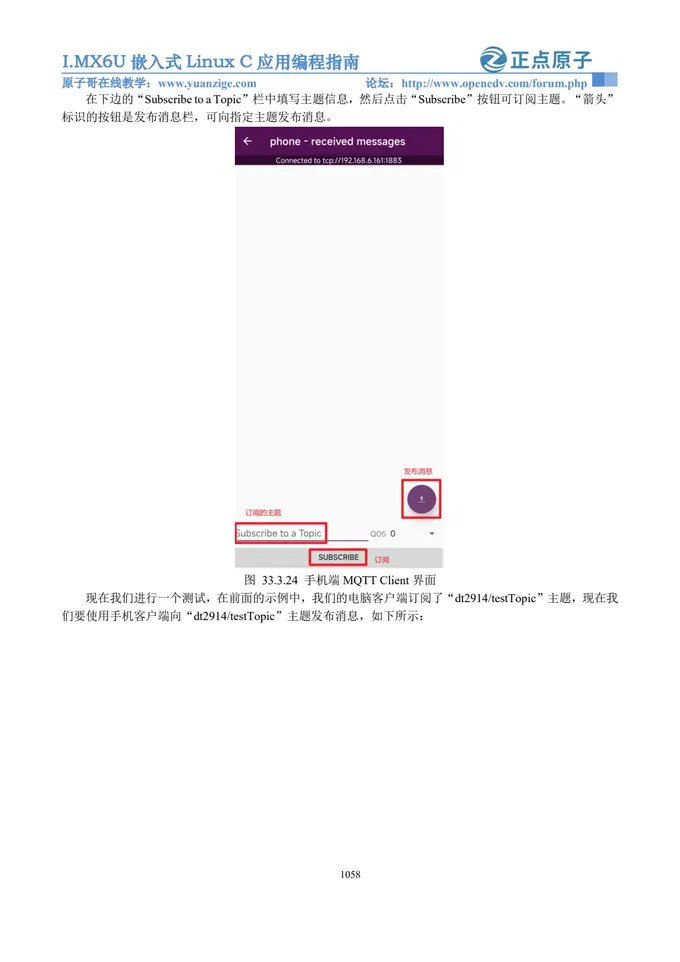 I.MX6U 嵌入式 Linux C 应用编程指南
正点原子
原子哥在线教学：www.yuanzige.com 论坛：http://www.openedv.com/forum.php
在下边的“Subscribe to a Topic”栏中填写主题信息，然后点击“Subscribe”按钮可订阅主题。“箭头”
标识的按钮是发布消息栏，可向指定主题发布消息。
phone - received messages
Connected to tcp://192.168.6.161:1883
发布消息
订阅的主题
Subscribe to a Topic QOS 0
SUBSCRIBE 订阅
图 33.3.24 手机端 MQTT Client 界面
现在我们进行一个测试，在前面的示例中，我们的电脑客户端订阅了“dt2914/testTopic”主题，现在我
们要使用手机客户端向“dt2914/testTopic”主题发布消息，如下所示：
1058